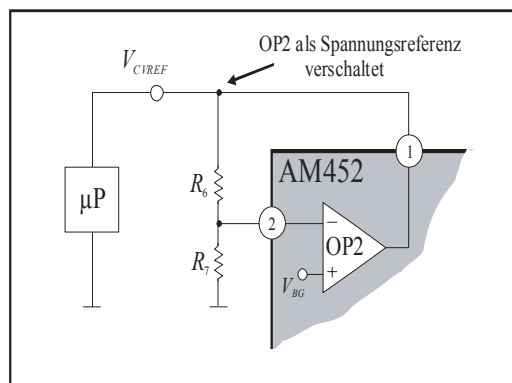 OP2 als Spannungsreferenz
verschaltet
V_CVREF
1
AM452
µP
R₆
2
−
OP2
R₇
V_BG
+